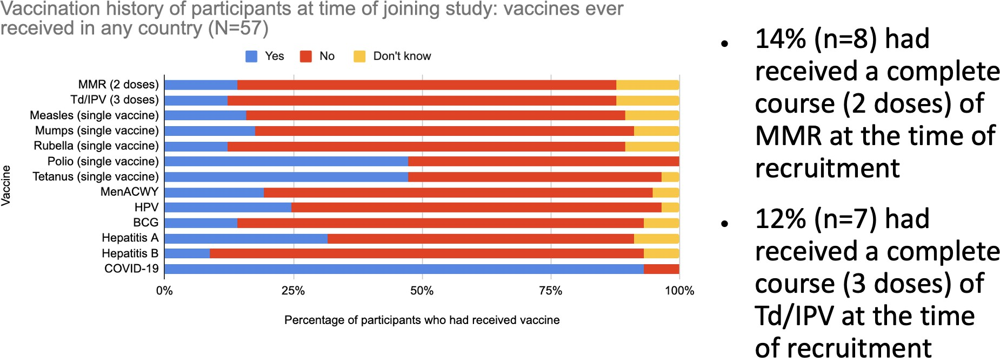 Vaccination history of participants at time of joining study: vaccines ever
received in any country (N=57)
Yes No Don't know
MMR (2 doses)
Td/IPV (3 doses)
Measles (single vaccine)
Mumps (single vaccine)
Rubella (single vaccine)
Polio (single vaccine)
Tetanus (single vaccine)
MenACWY
HPV
BCG
Hepatitis A
Hepatitis B
COVID-19
Vaccine
0% 25% 50% 75% 100%
Percentage of participants who had received vaccine
• 14% (n=8) had
received a complete
course (2 doses) of
MMR at the time of
recruitment
• 12% (n=7) had
received a complete
course (3 doses) of
Td/IPV at the time
of recruitment